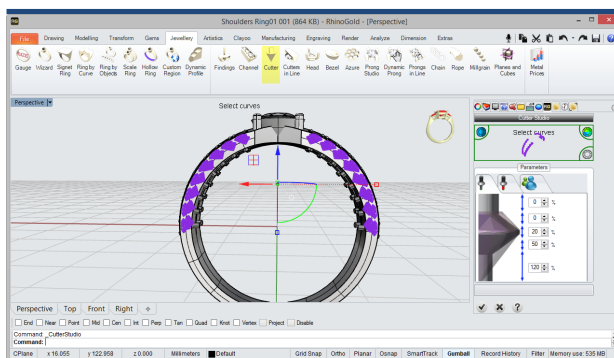 Shoulders Ring01 001 (864 KB) - RhinoGold - [Perspective]
File Drawing Modelling Transform Gems Jewellery Artistics Clayoo Manufacturing Engraving Render Analyze Dimension Extras
Gauge Wizard Signet Ring Ring by Curve Ring by Objects Scale Ring Hollow Ring Custom Region Dynamic Profile Findings Channel Cutter Cutters in Line Head Bezel Azure Prong Studio Dynamic Prong Prongs in Line Chain Rope Millgrain Planes and Cubes Metal Prices
Perspective
Select curves
Cutter Studio
Select curves
Parameters
0 %
0 %
20 %
50 %
120 %
Perspective Top Front Right
End Near Point Mid Cen Int Perp Tan Quad Knot Vertex Project Disable
Command: _CutterStudio
Command:
CPlane x 16.055 y 122.958 z 0.000 Millimeters Default Grid Snap Ortho Planar Osnap SmartTrack Gumball Record History Filter Memory use: 535 MB